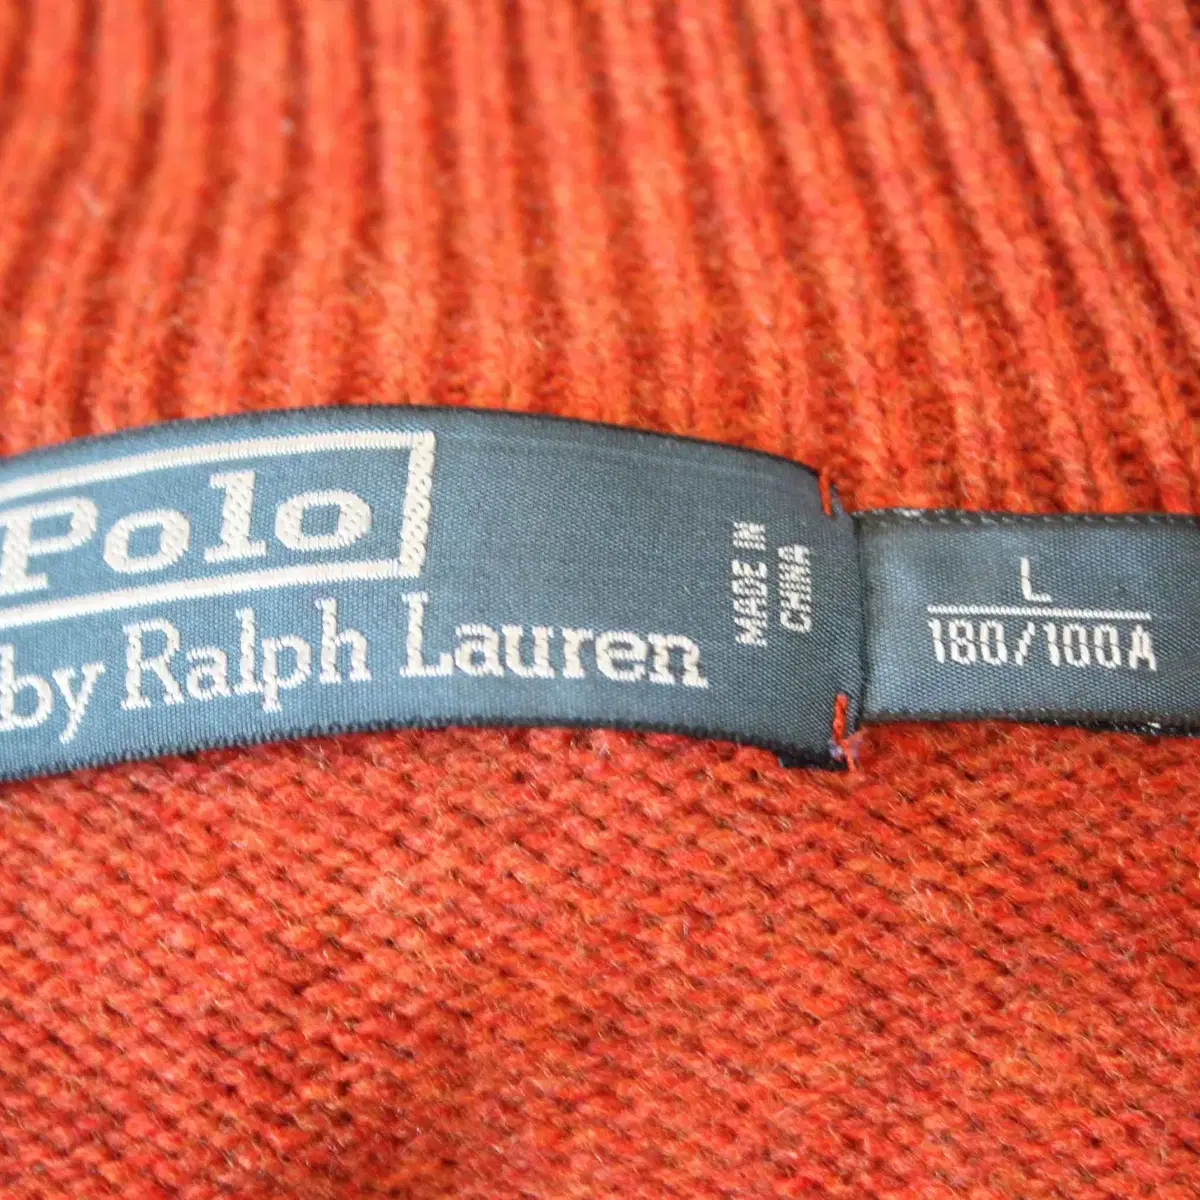 Polo
by Ralph Lauren
MADE IN
CHINA
L
180/100A